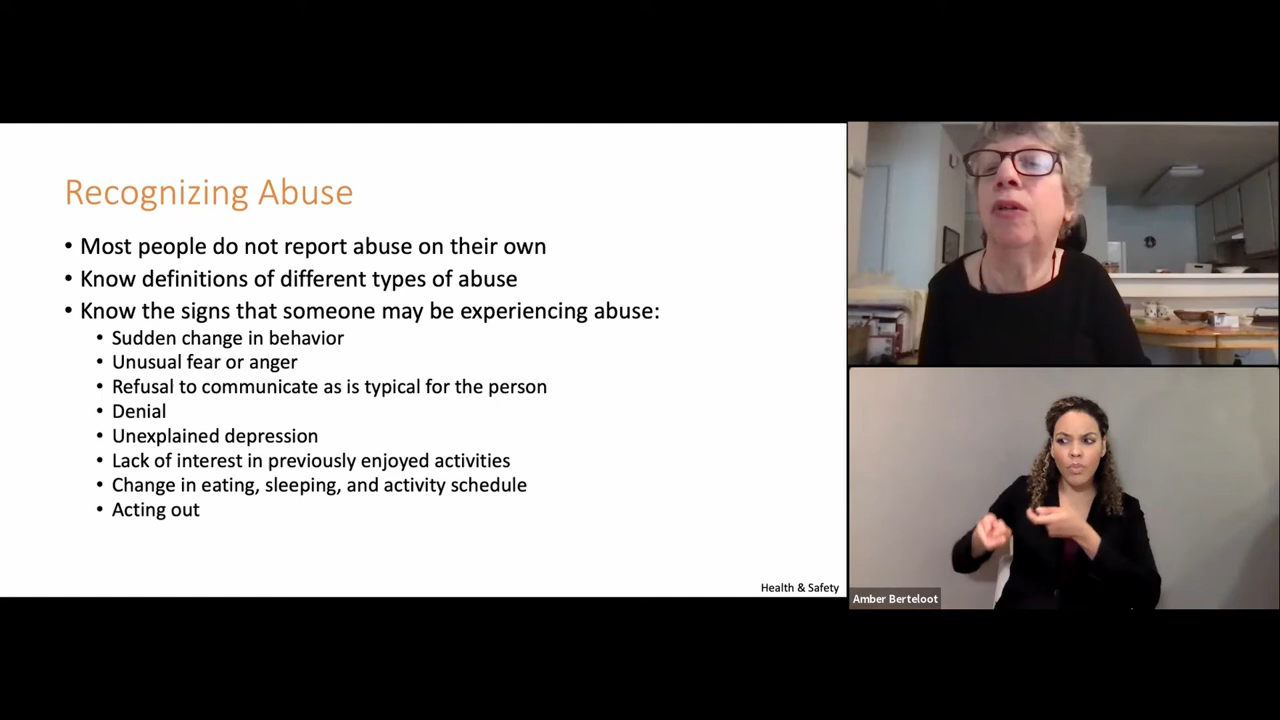 Recognizing Abuse
• Most people do not report abuse on their own
• Know definitions of different types of abuse
• Know the signs that someone may be experiencing abuse:
• Sudden change in behavior
• Unusual fear or anger
• Refusal to communicate as is typical for the person
• Denial
• Unexplained depression
• Lack of interest in previously enjoyed activities
• Change in eating, sleeping, and activity schedule
• Acting out
Health & Safety
Amber Berteloot